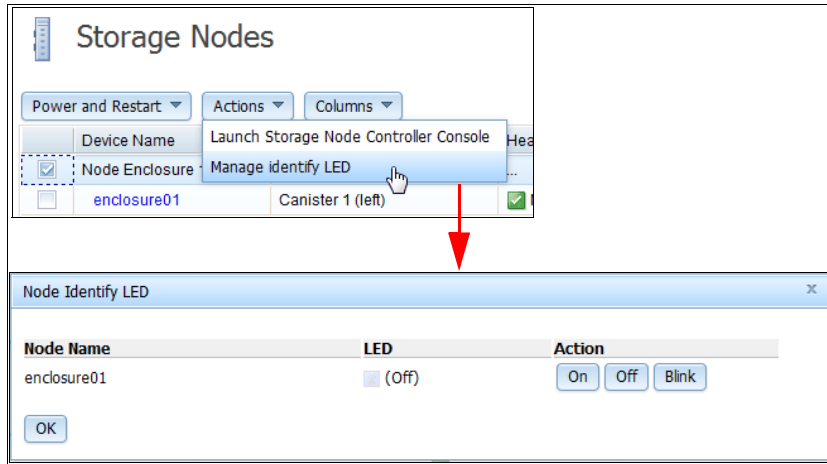 Storage Nodes
Power and Restart Actions Columns
Device Name Launch Storage Node Controller Console
Node Enclosure Manage identify LED ...
enclosure01 Canister 1 (left)
Node Identify LED x
Node Name LED Action
enclosure01 (Off) On Off Blink
OK